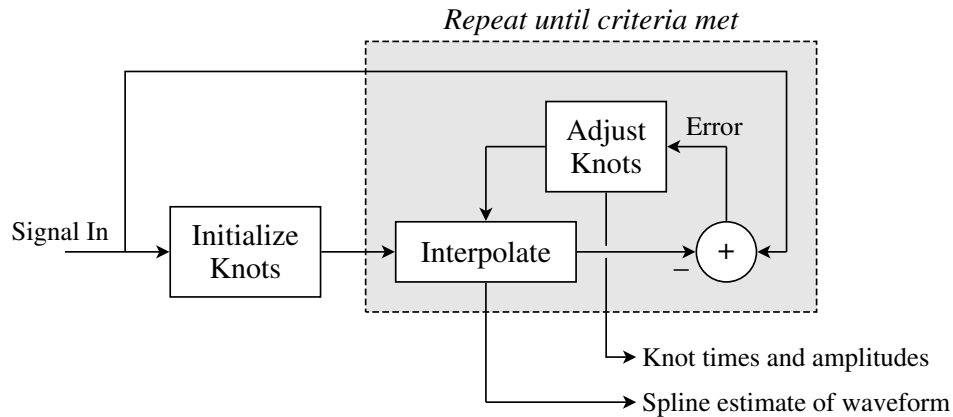 Repeat until criteria met
Adjust
Knots
Error
Signal In
Initialize
Knots
Interpolate
+
−
Knot times and amplitudes
Spline estimate of waveform